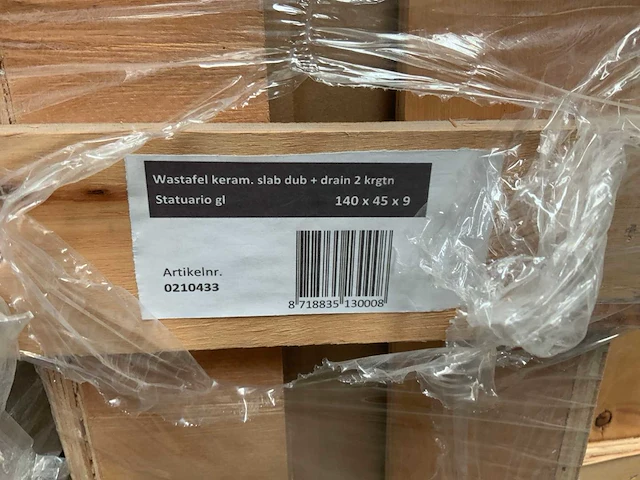 Wastafel keram. slab dub + drain 2 krgtn
Statuario gl 140 x 45 x 9
Artikelnr.
0210433
8 718835 130008